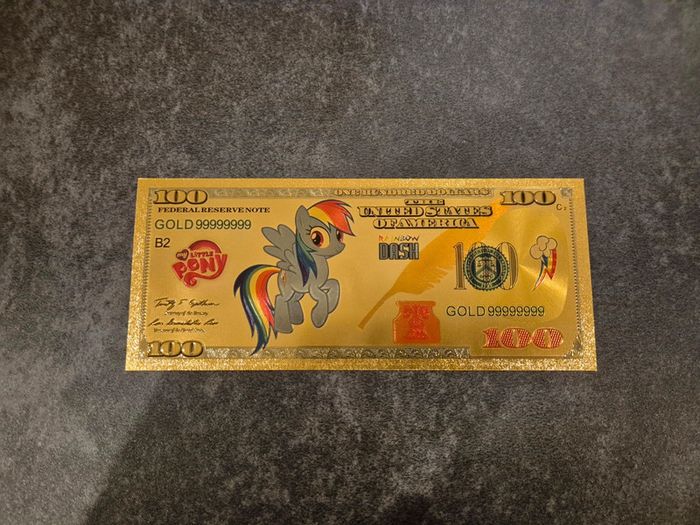 100
ONE HUNDRED DOLLARS
100
FEDERAL RESERVE NOTE
THE
UNITED STATES
OF AMERICA
C2
GOLD 99999999
B2
MY LITTLE
PONY
RAINBOW
DASH
100
GOLD 99999999
100
100